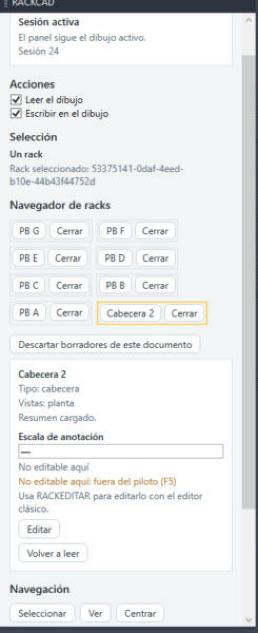 RACKCAD
Sesión activa
El panel sigue el dibujo activo.
Sesión 24
Acciones
Leer el dibujo
Escribir en el dibujo
Selección
Un rack
Rack seleccionado: 53375141-0daf-4eed-
b10e-44b43f44752d
Navegador de racks
PB G Cerrar PB F Cerrar
PB E Cerrar PB D Cerrar
PB C Cerrar PB B Cerrar
PB A Cerrar Cabecera 2 Cerrar
Descartar borradores de este documento
Cabecera 2
Tipo: cabecera
Vistas: planta
Resumen cargado.
Escala de anotación
—
No editable aquí
No editable aquí: fuera del piloto (F5)
Usa RACKEDITAR para editarlo con el editor
clásico.
Editar
Volver a leer
Navegación
Seleccionar Ver Centrar